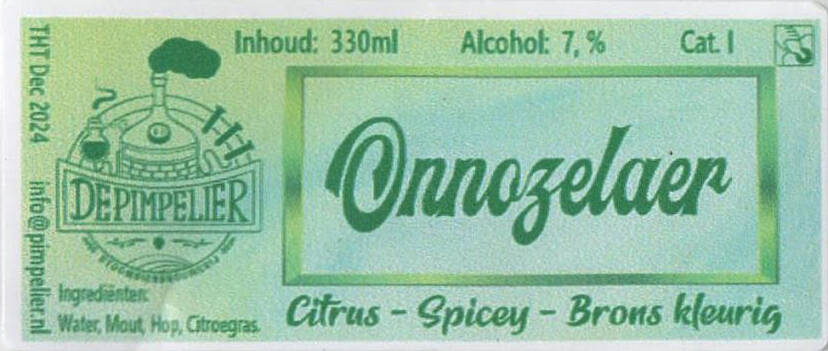 Inhoud: 330ml Alcohol: 7, % Cat. I
THT Dec 2024 info@pimpelier.nl
DEPIMPELIER
Onnozelaer
Ingrediënten:
Water, Mout, Hop, Citroegras.
Citrus - Spicey - Brons kleurig